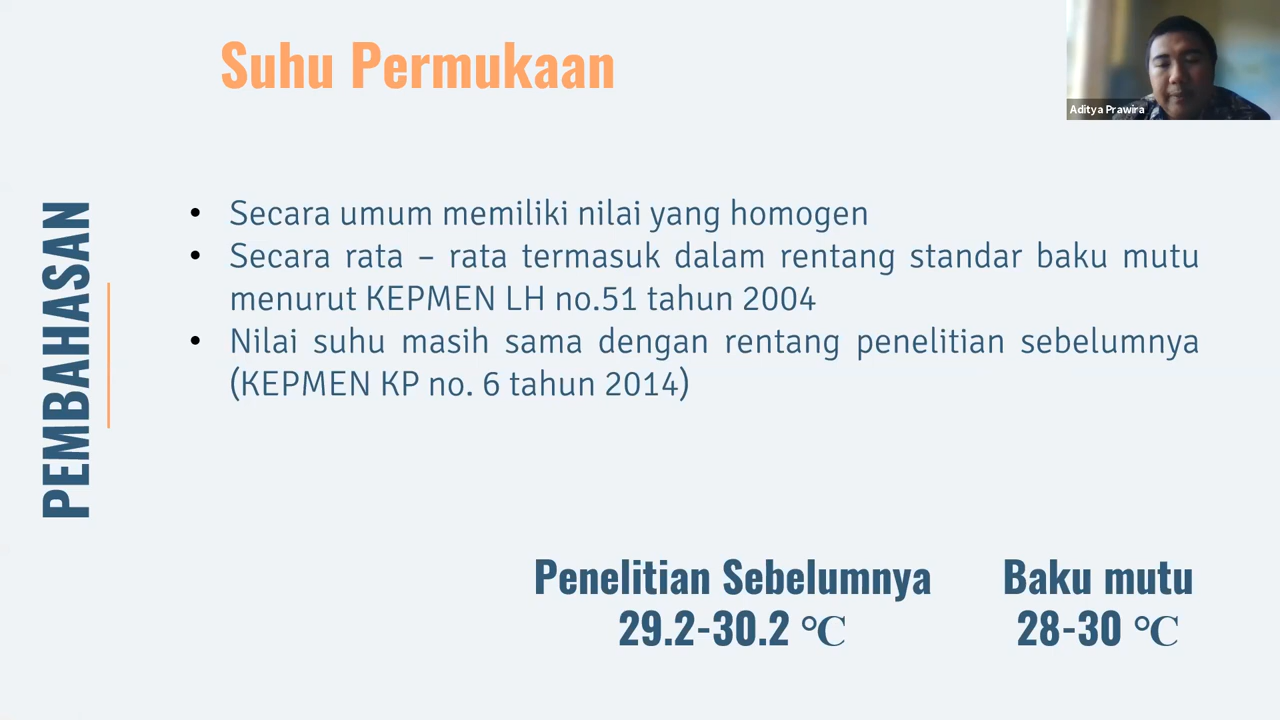 Suhu Permukaan
Aditya Prawira
PEMBAHASAN
• Secara umum memiliki nilai yang homogen
• Secara rata – rata termasuk dalam rentang standar baku mutu
menurut KEPMEN LH no.51 tahun 2004
• Nilai suhu masih sama dengan rentang penelitian sebelumnya
(KEPMEN KP no. 6 tahun 2014)
Penelitian Sebelumnya
29.2-30.2 ℃
Baku mutu
28-30 ℃